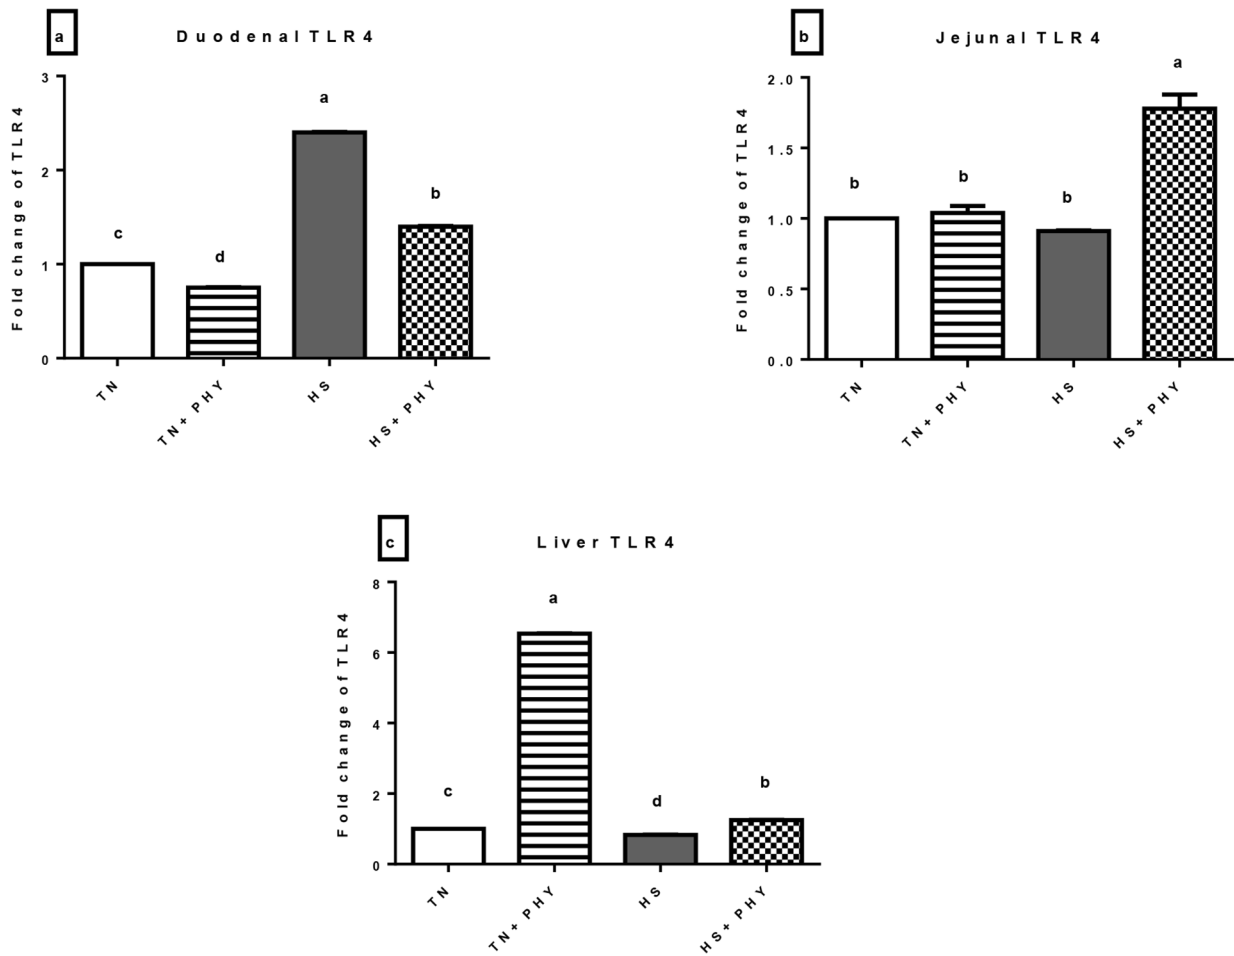 a
Duodenal TLR4
Fold change of TLR4
3
2
1
0
c
d
a
b
TN
TN+ PHY
HS
HS+ PHY
b
Jejunal TLR4
Fold change of TLR4
2.0
1.5
1.0
0.5
0.0
b
b
b
a
TN
TN+ PHY
HS
HS+ PHY
c
Liver TLR4
Fold change of TLR4
8
6
4
2
0
c
a
d
b
TN
TN+ PHY
HS
HS+ PHY